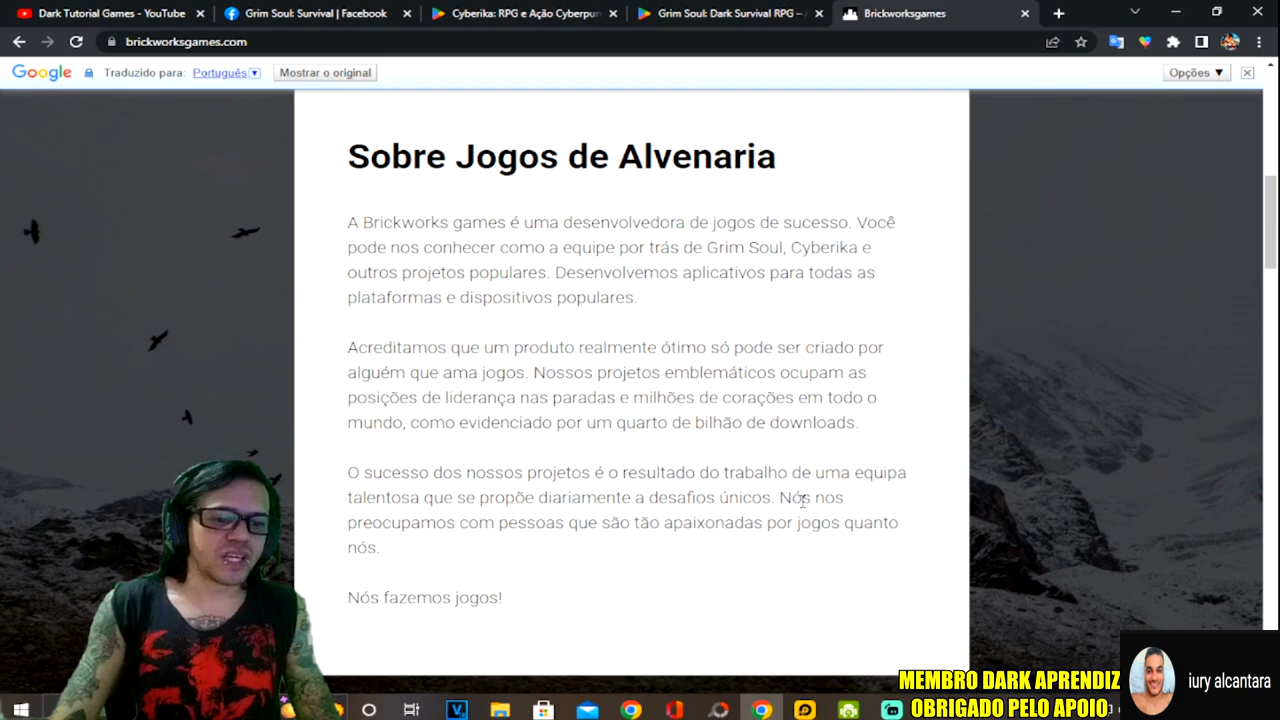 Dark Tutorial Games - YouTube
Grim Soul: Survival | Facebook
Cyberika: RPG e Ação Cyberpun
Grim Soul: Dark Survival RPG –
Brickworksgames
brickworksgames.com
Google Traduzido para: Português Mostrar o original Opções ▼
Sobre Jogos de Alvenaria
A Brickworks games é uma desenvolvedora de jogos de sucesso. Você
pode nos conhecer como a equipe por trás de Grim Soul, Cyberika e
outros projetos populares. Desenvolvemos aplicativos para todas as
plataformas e dispositivos populares.
Acreditamos que um produto realmente ótimo só pode ser criado por
alguém que ama jogos. Nossos projetos emblemáticos ocupam as
posições de liderança nas paradas e milhões de corações em todo o
mundo, como evidenciado por um quarto de bilhão de downloads.
O sucesso dos nossos projetos é o resultado do trabalho de uma equipa
talentosa que se propõe diariamente a desafios únicos. Nós nos
preocupamos com pessoas que são tão apaixonadas por jogos quanto
nós.
Nós fazemos jogos!
MEMBRO DARK APRENDIZ
OBRIGADO PELO APOIO
iury alcantara